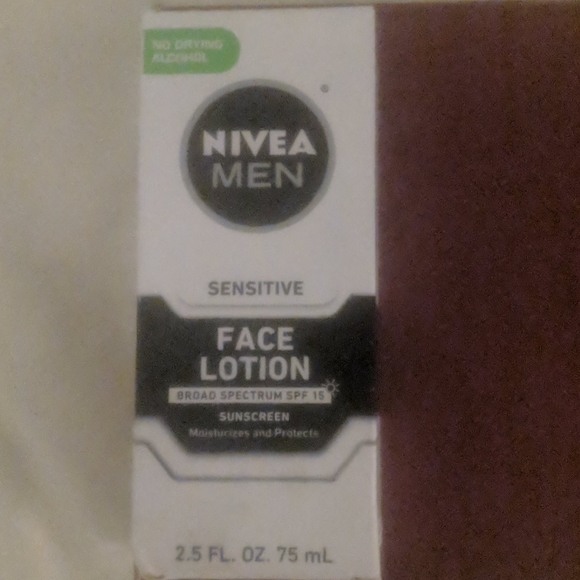 NO DRYING
ALCOHOL
®
NIVEA
MEN
SENSITIVE
FACE
LOTION
BROAD SPECTRUM SPF 15
SUNSCREEN
Moisturizes and Protects
2.5 FL. OZ. 75 mL